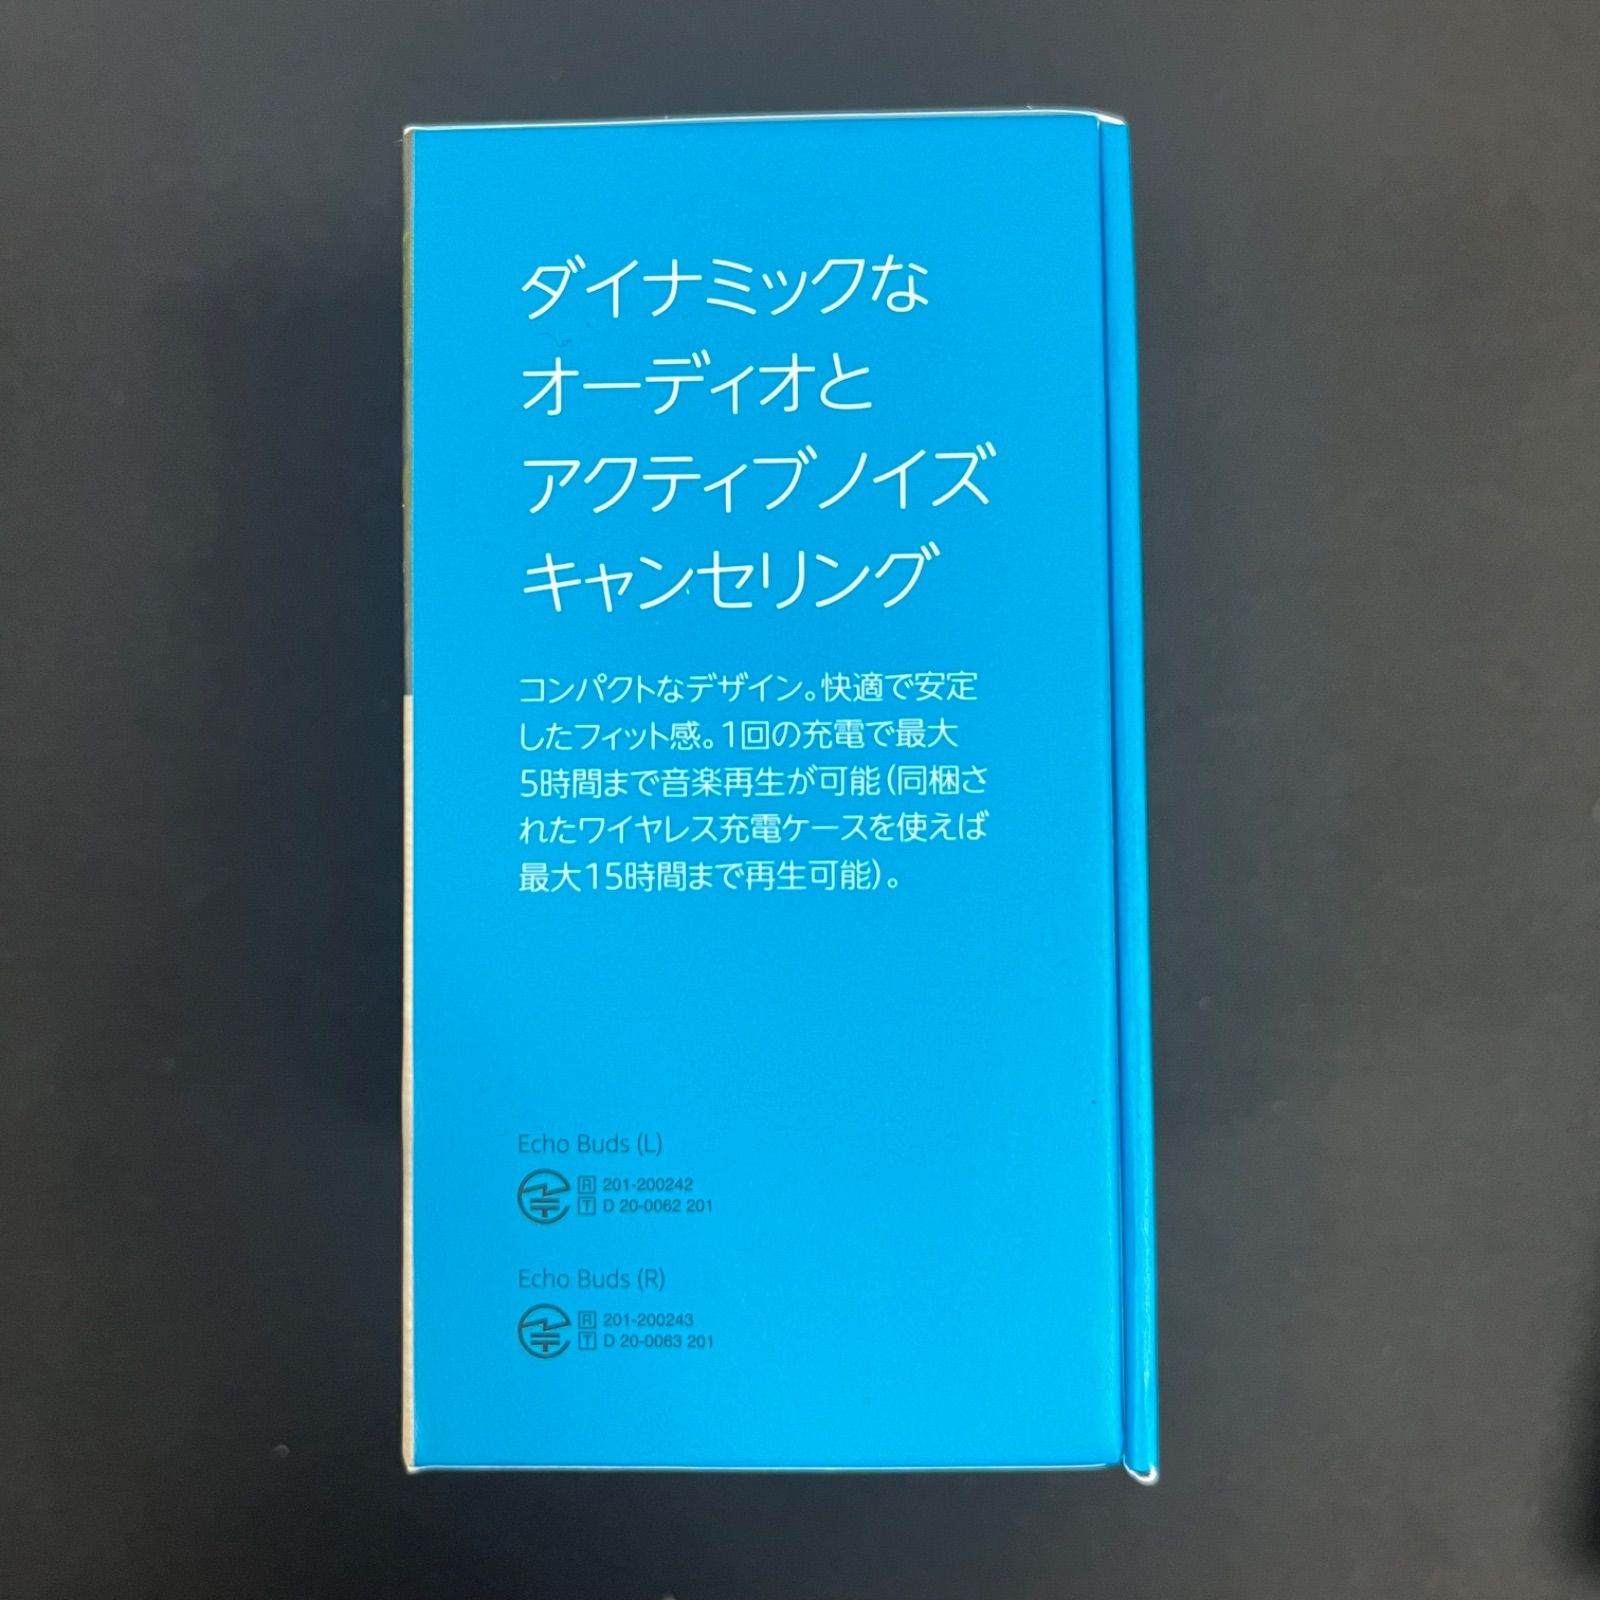 ダイナミックな
オーディオと
アクティブノイズ
キャンセリング
コンパクトなデザイン。快適で安定
したフィット感。1回の充電で最大
5時間まで音楽再生が可能(同梱さ
れたワイヤレス充電ケースを使えば
最大15時間まで再生可能)。
Echo Buds (L)
R 201-200242
T D 20-0062 201
Echo Buds (R)
R 201-200243
T D 20-0063 201